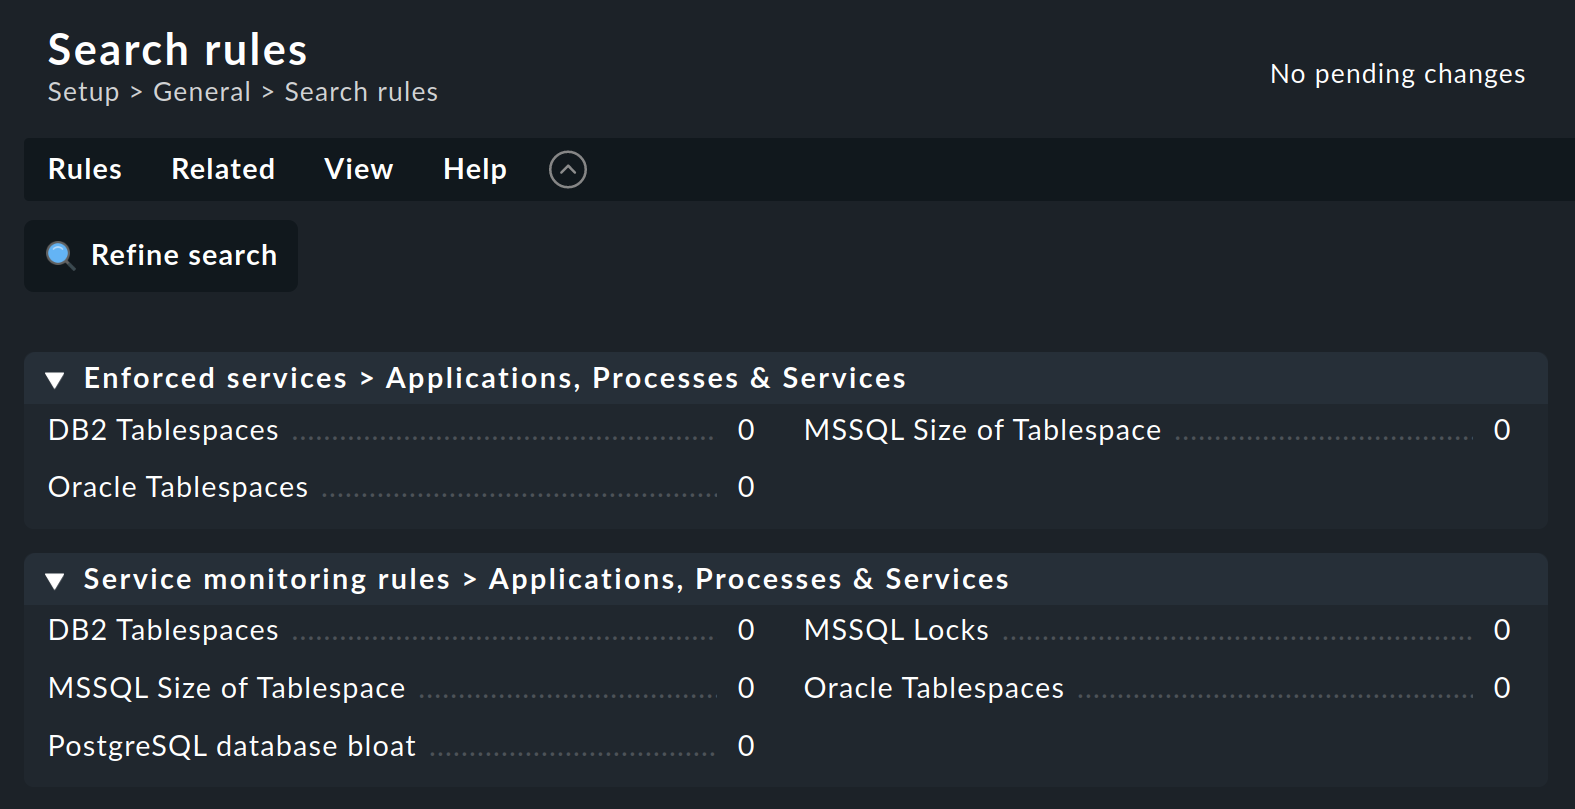 Search rules
Setup > General > Search rules
No pending changes
Rules Related View Help
Refine search
Enforced services > Applications, Processes & Services
DB2 Tablespaces 0 MSSQL Size of Tablespace 0
Oracle Tablespaces 0
Service monitoring rules > Applications, Processes & Services
DB2 Tablespaces 0 MSSQL Locks 0
MSSQL Size of Tablespace 0 Oracle Tablespaces 0
PostgreSQL database bloat 0